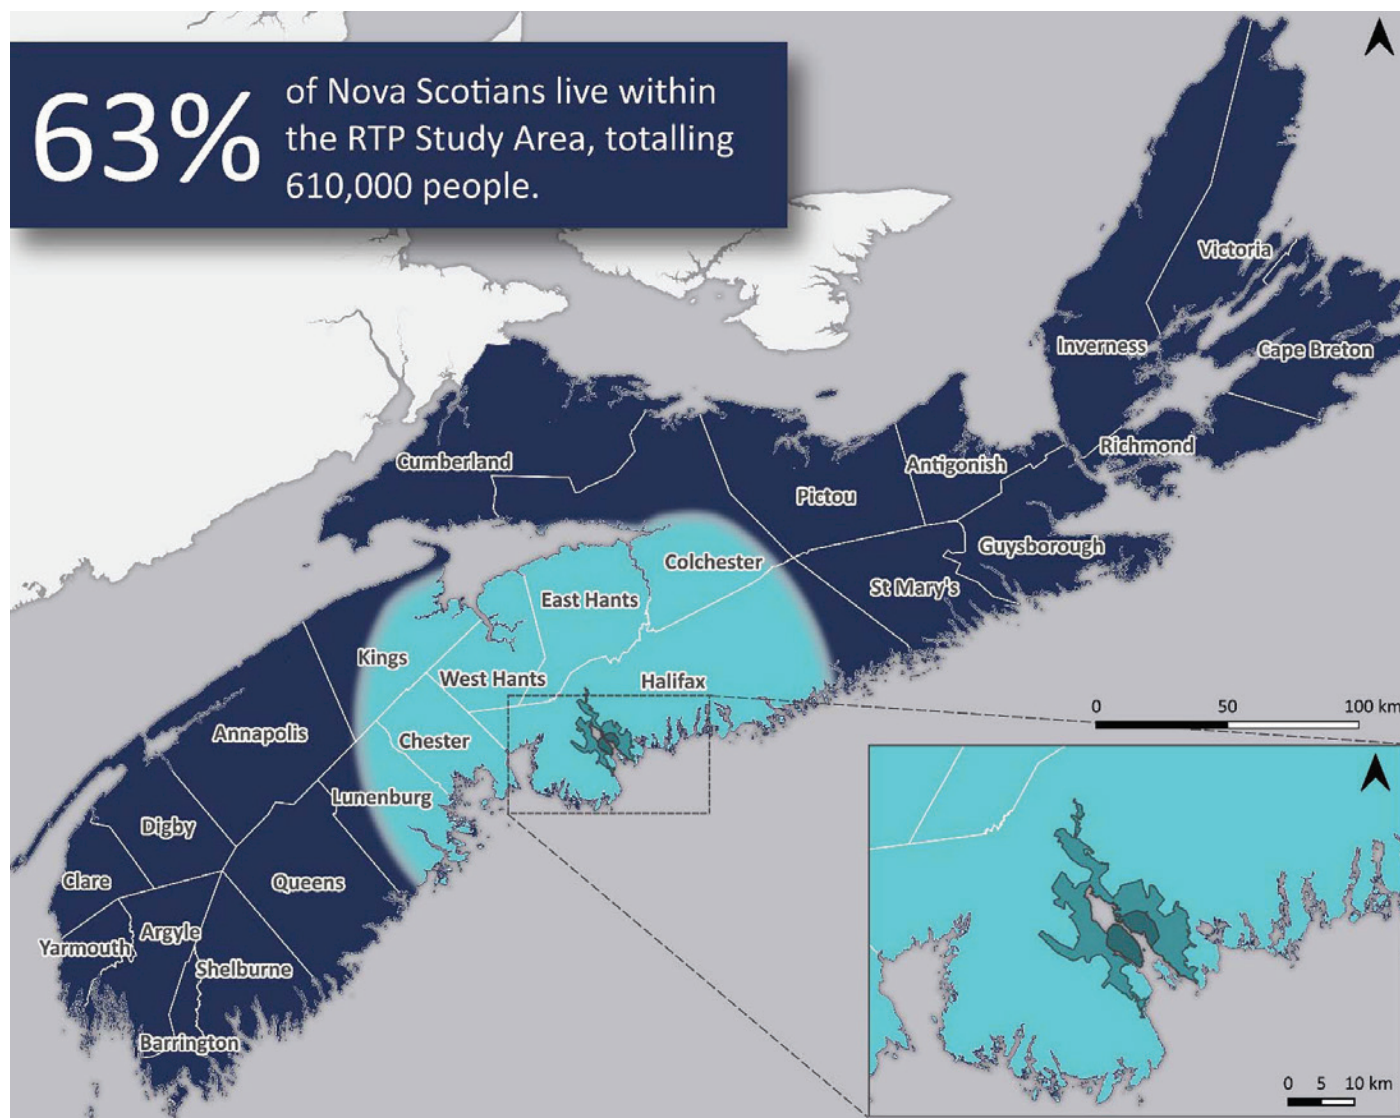 63%
of Nova Scotians live within
the RTP Study Area, totalling
610,000 people.
Victoria
Inverness
Cape Breton
Richmond
Cumberland
Antigonish
Pictou
Guysborough
St Mary's
Colchester
East Hants
Kings
West Hants
Halifax
Annapolis
Chester
Lunenburg
Digby
Clare
Queens
Argyle
Yarmouth
Shelburne
Barrington
0 50 100 km
0 5 10 km